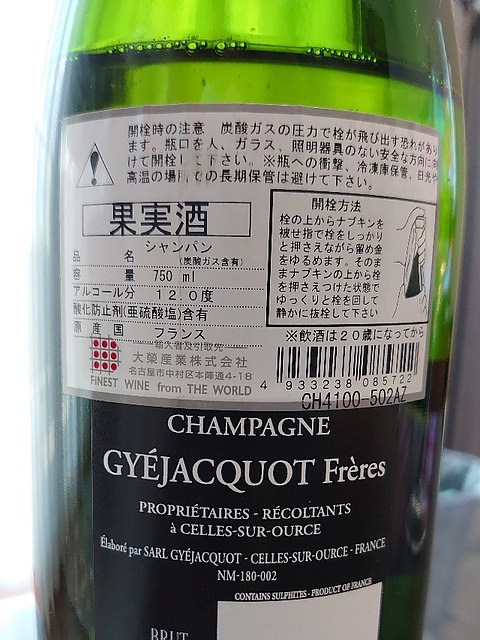 開栓時の注意 炭酸ガスの圧力で栓が飛び出す恐れがあり
ます。瓶口を人、ガラス、照明器具のない安全な方向に向
けて開栓して下さい。※瓶への衝撃、冷凍庫保管、日光や
高温の場所での長期保管は避けて下さい。
果実酒
シャンパン
品 名 (炭酸ガス含有)
容 量 750 ml
アルコール分 12.0度
酸化防止剤(亜硫酸塩)含有
原 産 国 フランス
輸入者及引取先
大榮産業株式会社
名古屋市中村区本陣通4-18
FINEST WINE from THE WORLD
開栓方法
栓の上からナプキンを
被せ指で栓をしっかり
と押さえながら留め金
をゆるめます。そのま
まナプキンの上から栓
を押さえつけた状態で
ゆっくりと栓を回して
静かに抜栓して下さい
※飲酒は20歳になってから
4 933238 085722
CH4100-502AZ
CHAMPAGNE
GYÉJACQUOT Frères
PROPRIÉTAIRES - RÉCOLTANTS
à CELLES-SUR-OURCE
Élaboré par SARL GYÉJACQUOT - CELLES-SUR-OURCE - FRANCE
NM-180-002
CONTAINS SULPHITES - PRODUCT OF FRANCE
BRUT